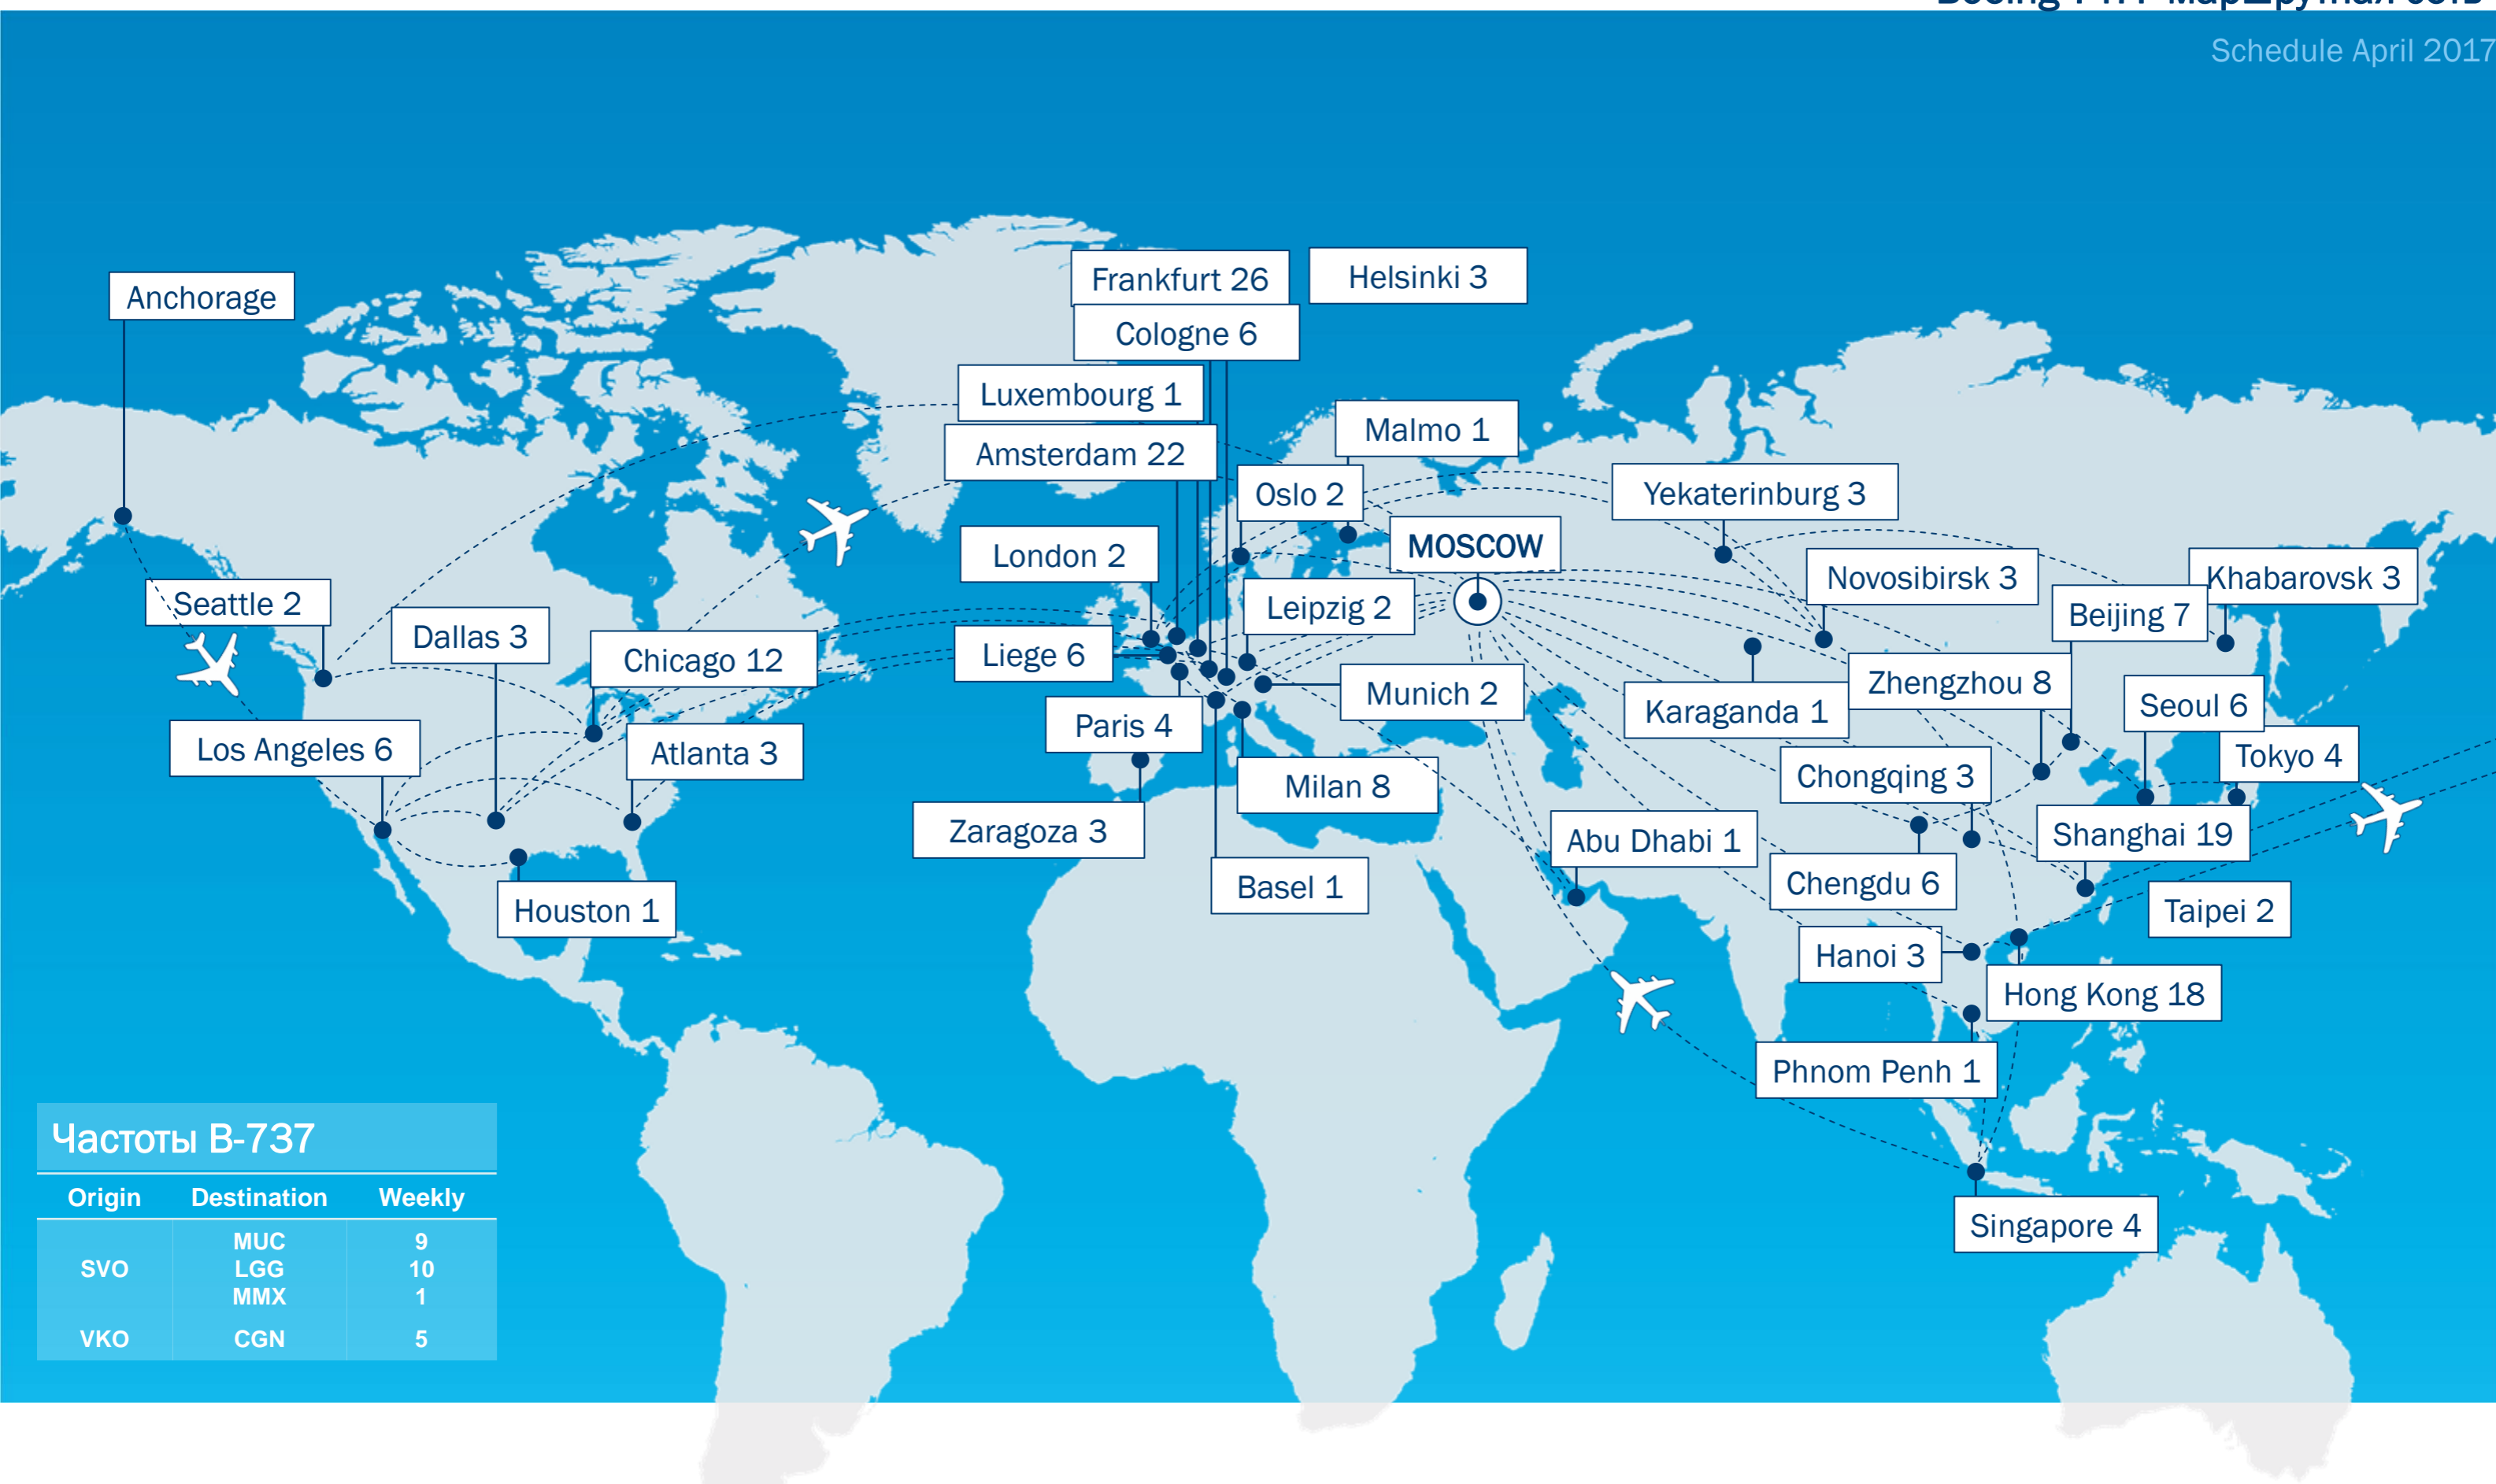 Schedule April 2017
Frankfurt 26
Helsinki 3
Anchorage
Cologne 6
Luxembourg 1
Malmo 1
Amsterdam 22
Oslo 2
Yekaterinburg 3
MOSCOW
London 2
Novosibirsk 3
Khabarovsk 3
Seattle 2
Leipzig 2
Beijing 7
Dallas 3
Chicago 12
Liege 6
Zhengzhou 8
Munich 2
Seoul 6
Karaganda 1
Paris 4
Los Angeles 6
Atlanta 3
Tokyo 4
Chongqing 3
Milan 8
Zaragoza 3
Abu Dhabi 1
Shanghai 19
Chengdu 6
Basel 1
Houston 1
Taipei 2
Hanoi 3
Hong Kong 18
Phnom Penh 1
Singapore 4
Частоты В-737
Origin Destination Weekly
MUC 9
SVO LGG 10
MMX 1
VKO CGN 5